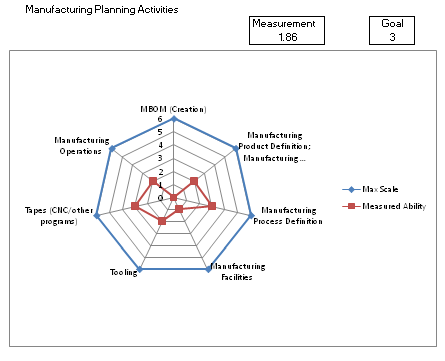 Manufacturing Planning Activities
Measurement
1.86
Goal
3
MBOM (Creation)
6
5
4
3
2
1
0
Manufacturing
Product Definition;
Manufacturing ...
Manufacturing
Process Definition
Manufacturing
Facilities
Tooling
Tapes (CNC/other
programs)
Manufacturing
Operations
Max Scale
Measured Ability